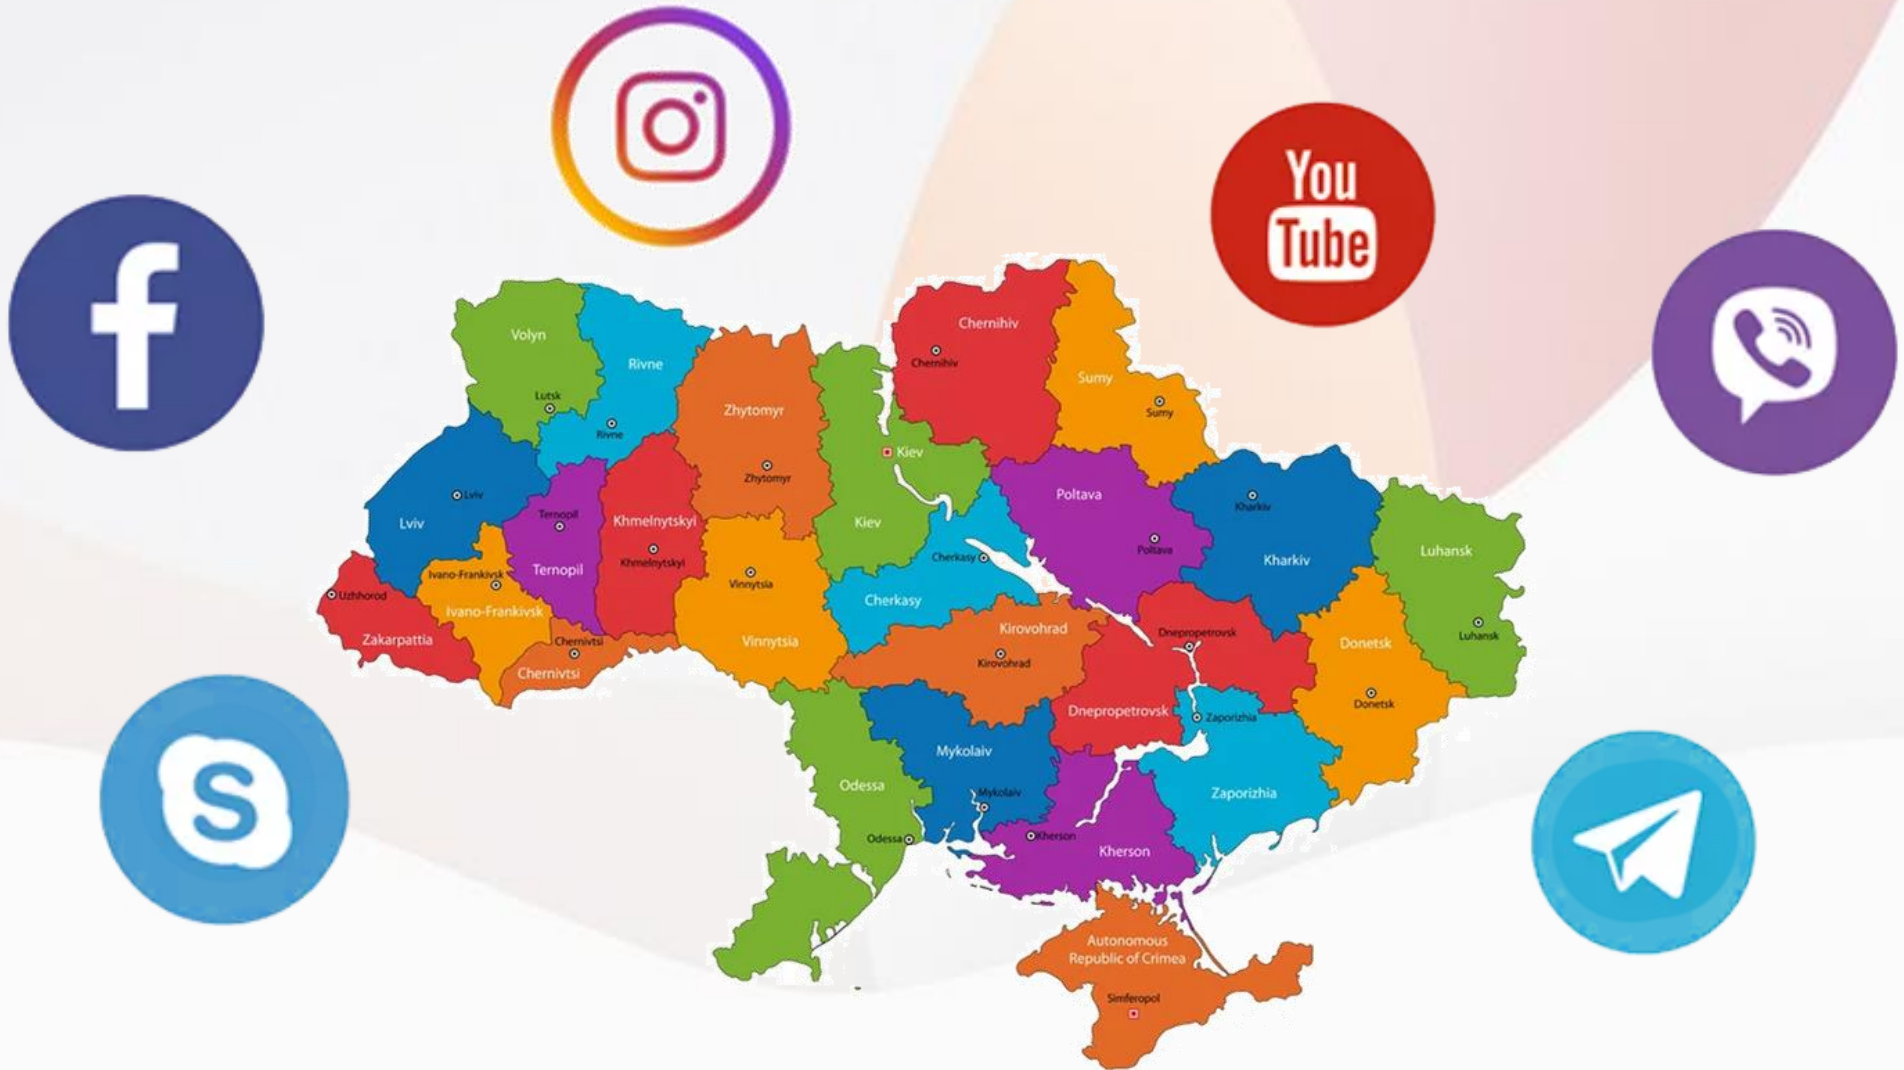 You
Tube
f
S
Volyn
Lutsk
Rivne
Rivne
Zhytomyr
Zhytomyr
Kiev
Kiev
Chernihiv
Chernihiv
Sumy
Sumy
Lviv
Lviv
Ternopil
Ternopil
Khmelnytskyi
Khmelnytskyi
Ivano-Frankivsk
Ivano-Frankivsk
Uzhhorod
Zakarpattia
Chernivtsi
Chernivtsi
Vinnytsia
Vinnytsia
Cherkasy
Cherkasy
Poltava
Poltava
Kharkiv
Kharkiv
Luhansk
Luhansk
Kirovohrad
Kirovohrad
Dnepropetrovsk
Dnepropetrovsk
Donetsk
Donetsk
Zaporizhia
Zaporizhia
Mykolaiv
Mykolaiv
Odessa
Odessa
Kherson
Kherson
Autonomous
Republic of Crimea
Simferopol